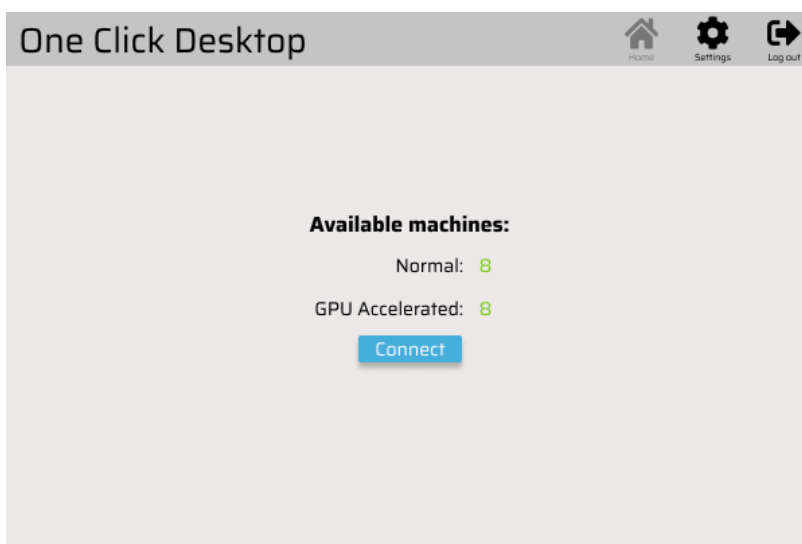 One Click Desktop
Home
Settings
Log out
Available machines:
Normal: 8
GPU Accelerated: 8
Connect